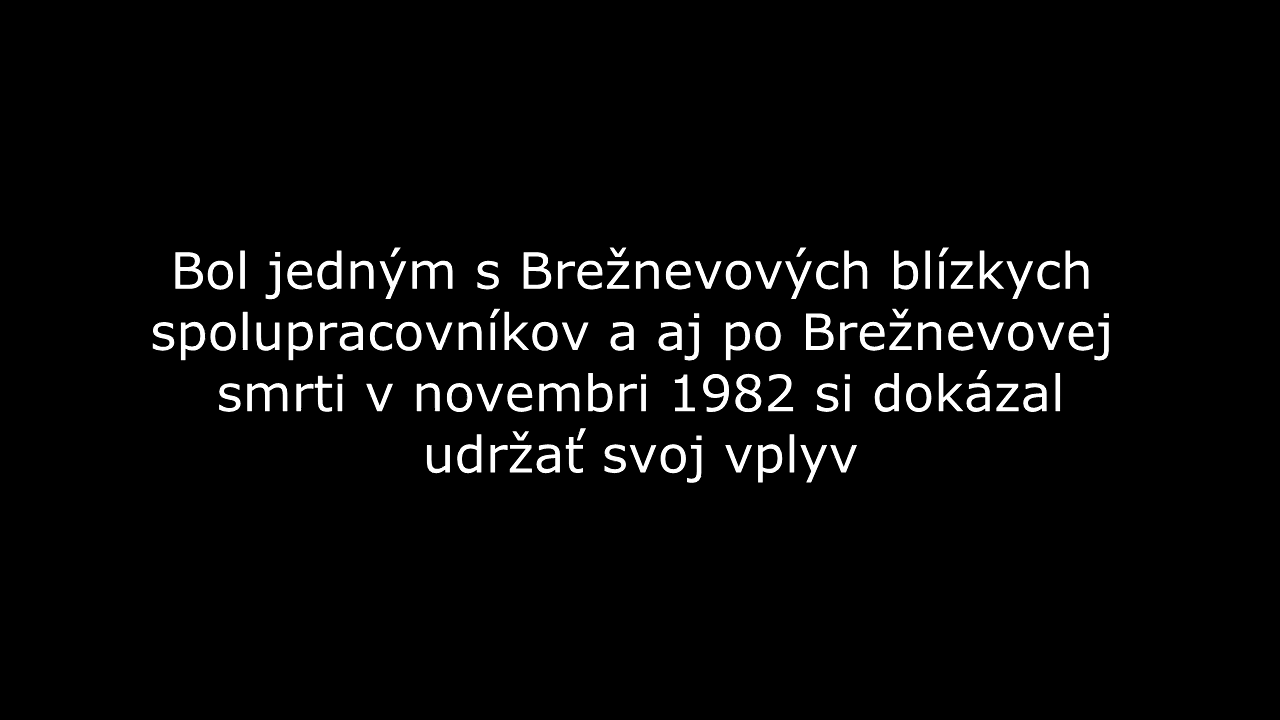 Bol jedným s Brežnevových blízkych
spolupracovníkov a aj po Brežnevovej
smrti v novembri 1982 si dokázal
udržať svoj vplyv